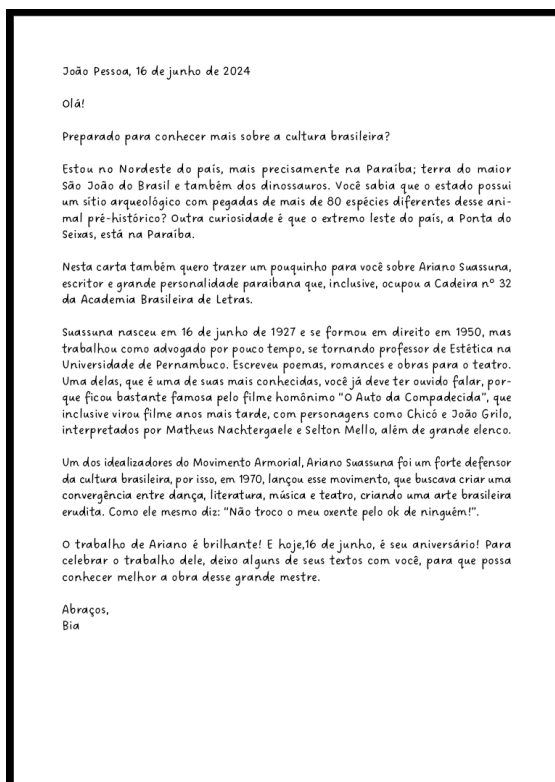 João Pessoa, 16 de junho de 2024
Olá!
Preparado para conhecer mais sobre a cultura brasileira?
Estou no Nordeste do país, mais precisamente na Paraíba; terra do maior
São João do Brasil e também dos dinossauros. Você sabia que o estado possui
um sítio arqueológico com pegadas de mais de 80 espécies diferentes desse ani-
mal pré-histórico? Outra curiosidade é que o extremo leste do país, a Ponta do
Seixas, está na Paraíba.
Nesta carta também quero trazer um pouquinho para você sobre Ariano Suassuna,
escritor e grande personalidade paraibana que, inclusive, ocupou a Cadeira nº 32
da Academia Brasileira de Letras.
Suassuna nasceu em 16 de junho de 1927 e se formou em direito em 1950, mas
trabalhou como advogado por pouco tempo, se tornando professor de Estética na
Universidade de Pernambuco. Escreveu poemas, romances e obras para o teatro.
Uma delas, que é uma de suas mais conhecidas, você já deve ter ouvido falar, por-
que ficou bastante famosa pelo filme homônimo "O Auto da Compadecida", que
inclusive virou filme anos mais tarde, com personagens como Chicó e João Grilo,
interpretados por Matheus Nachtergaele e Selton Mello, além de grande elenco.
Um dos idealizadores do Movimento Armorial, Ariano Suassuna foi um forte defensor
da cultura brasileira, por isso, em 1970, lançou esse movimento, que buscava criar uma
convergência entre dança, literatura, música e teatro, criando uma arte brasileira
erudita. Como ele mesmo diz: "Não troco o meu oxente pelo ok de ninguém!".
O trabalho de Ariano é brilhante! E hoje,16 de junho, é seu aniversário! Para
celebrar o trabalho dele, deixo alguns de seus textos com você, para que possa
conhecer melhor a obra desse grande mestre.
Abraços,
Bia